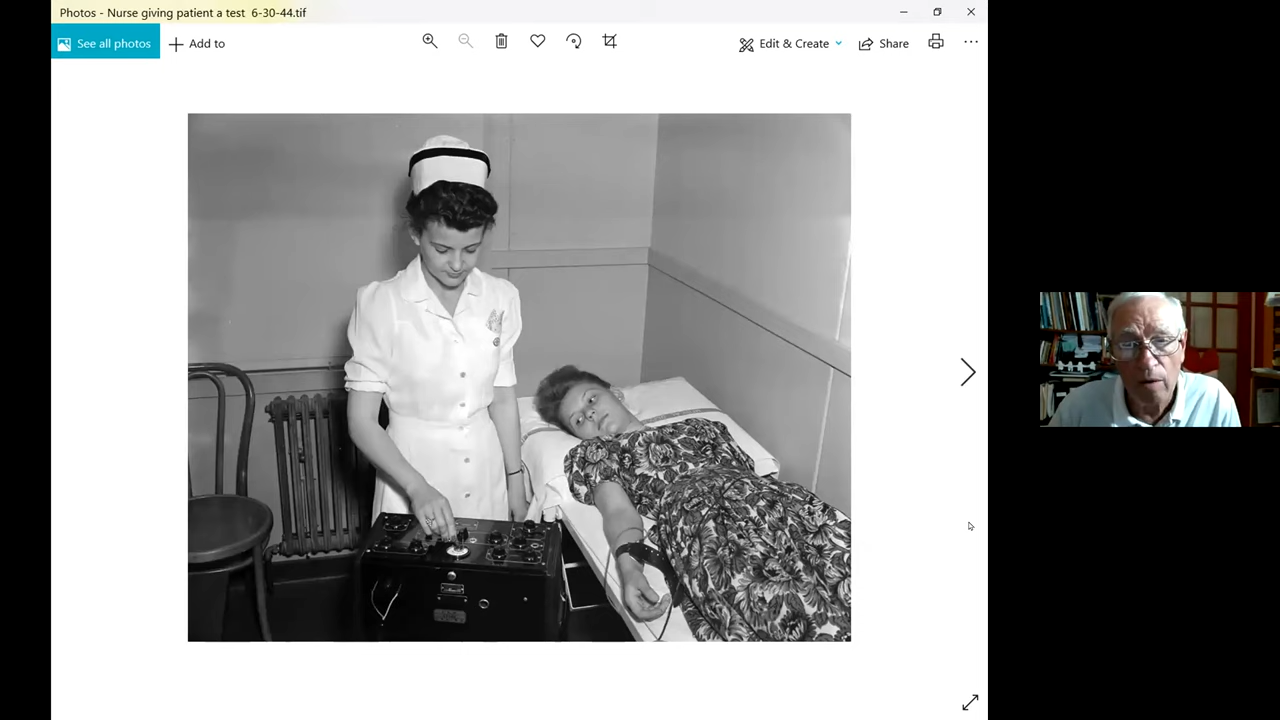 Photos - Nurse giving patient a test 6-30-44.tif
See all photos
Add to
Edit & Create
Share